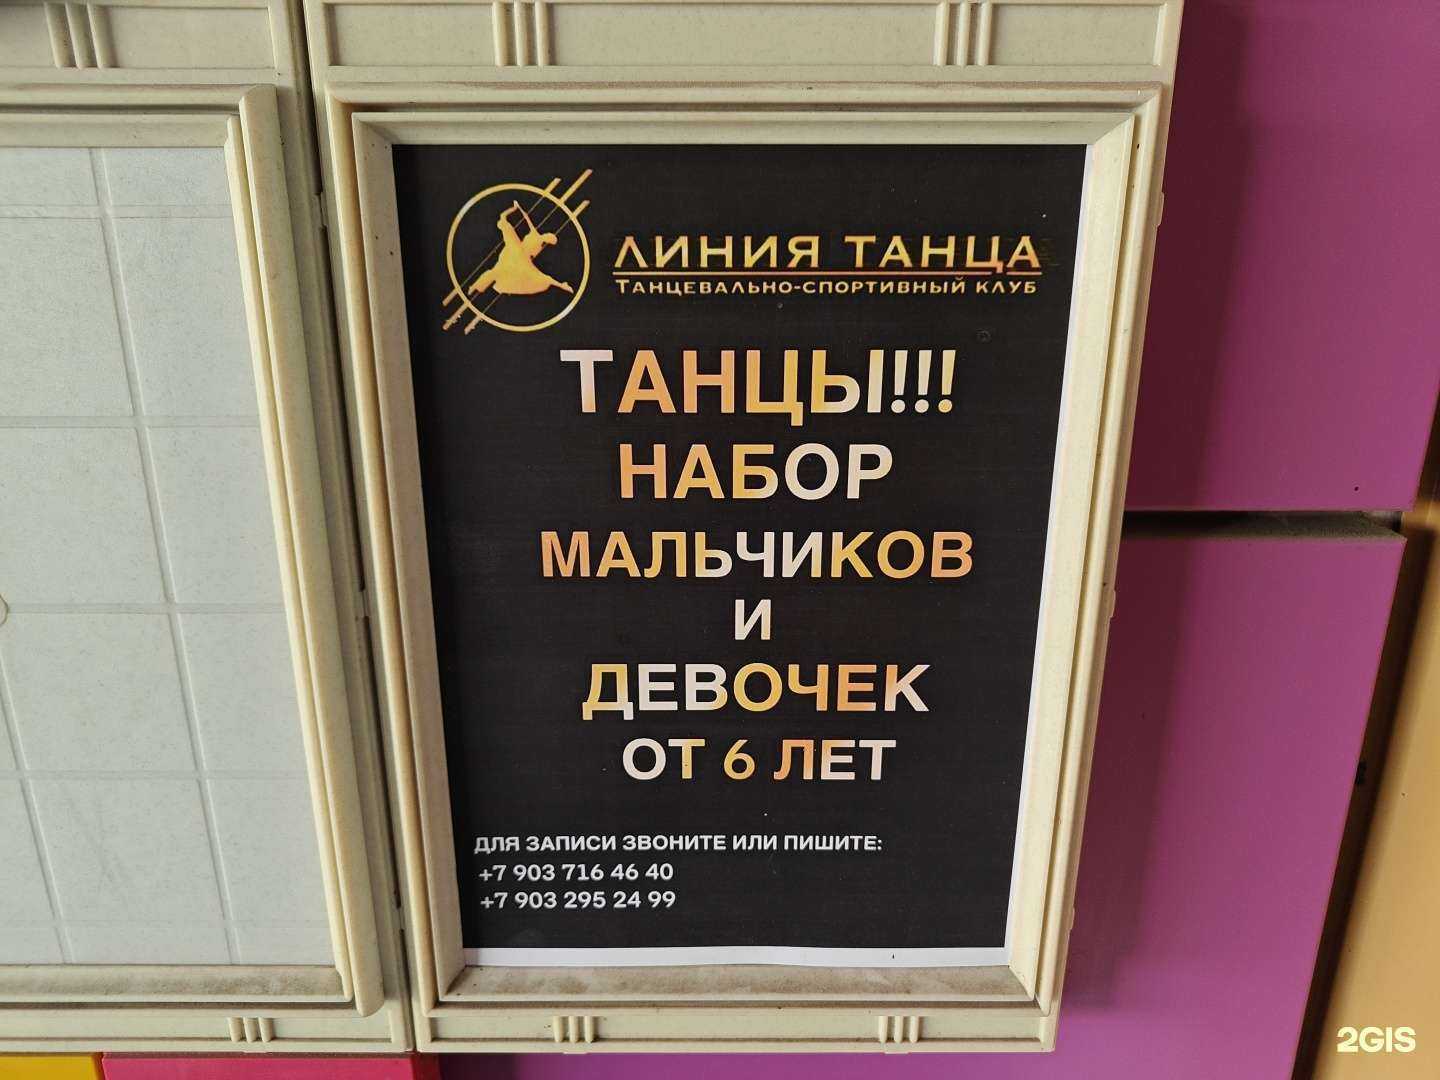 ЛИНИЯ ТАНЦА
ТАНЦЕВАЛЬНО-СПОРТИВНЫЙ КЛУБ
ТАНЦЫ!!!
НАБОР
МАЛЬЧИКОВ
И
ДЕВОЧЕК
ОТ 6 ЛЕТ
ДЛЯ ЗАПИСИ ЗВОНИТЕ ИЛИ ПИШИТЕ:
+7 903 716 46 40
+7 903 295 24 99
2GIS